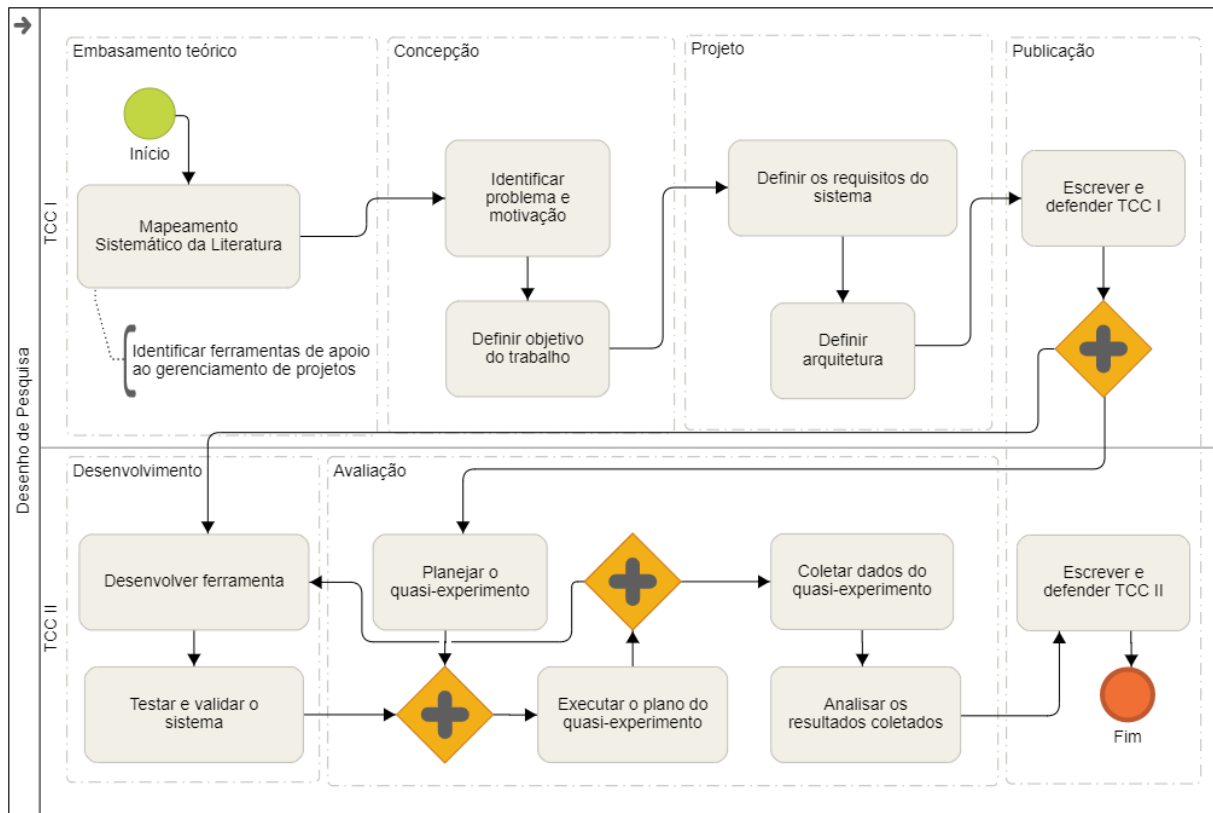 Desenho de Pesquisa
TCC I
Embasamento teórico
Início
Mapeamento
Sistemático da Literatura
Identificar ferramentas de apoio
ao gerenciamento de projetos
Concepção
Identificar
problema e
motivação
Definir objetivo
do trabalho
Projeto
Definir os requisitos do
sistema
Definir
arquitetura
Publicação
Escrever e
defender TCC I
TCC II
Desenvolvimento
Desenvolver ferramenta
Testar e validar o
sistema
Avaliação
Planejar o
quasi-experimento
Executar o plano do
quasi-experimento
Coletar dados do
quasi-experimento
Analisar os
resultados coletados
Escrever e
defender TCC II
Fim